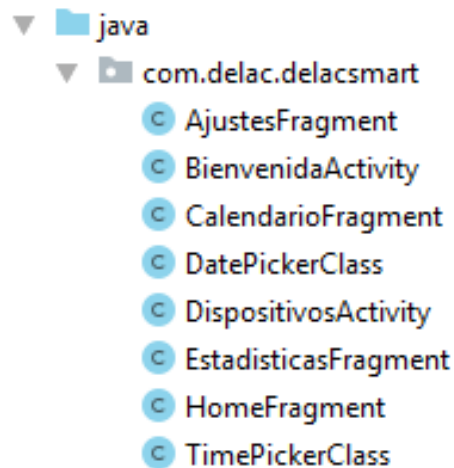 java
com.delac.delacsmart
C AjustesFragment
C BienvenidaActivity
C CalendarioFragment
C DatePickerClass
C DispositivosActivity
C EstadisticasFragment
C HomeFragment
C TimePickerClass